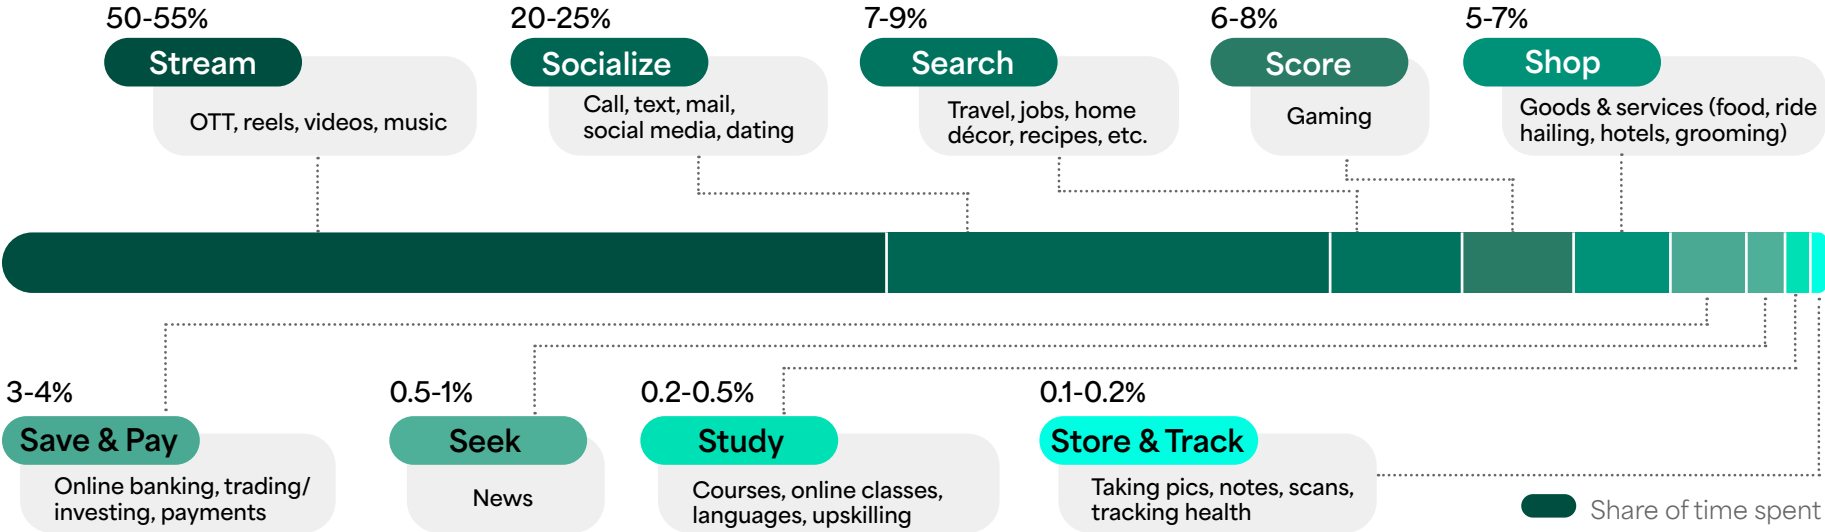 50-55%
Stream
OTT, reels, videos, music
20-25%
Socialize
Call, text, mail,
social media, dating
7-9%
Search
Travel, jobs, home
décor, recipes, etc.
6-8%
Score
Gaming
5-7%
Shop
Goods & services (food, ride
hailing, hotels, grooming)
3-4%
Save & Pay
Online banking, trading/
investing, payments
0.5-1%
Seek
News
0.2-0.5%
Study
Courses, online classes,
languages, upskilling
0.1-0.2%
Store & Track
Taking pics, notes, scans,
tracking health
Share of time spent